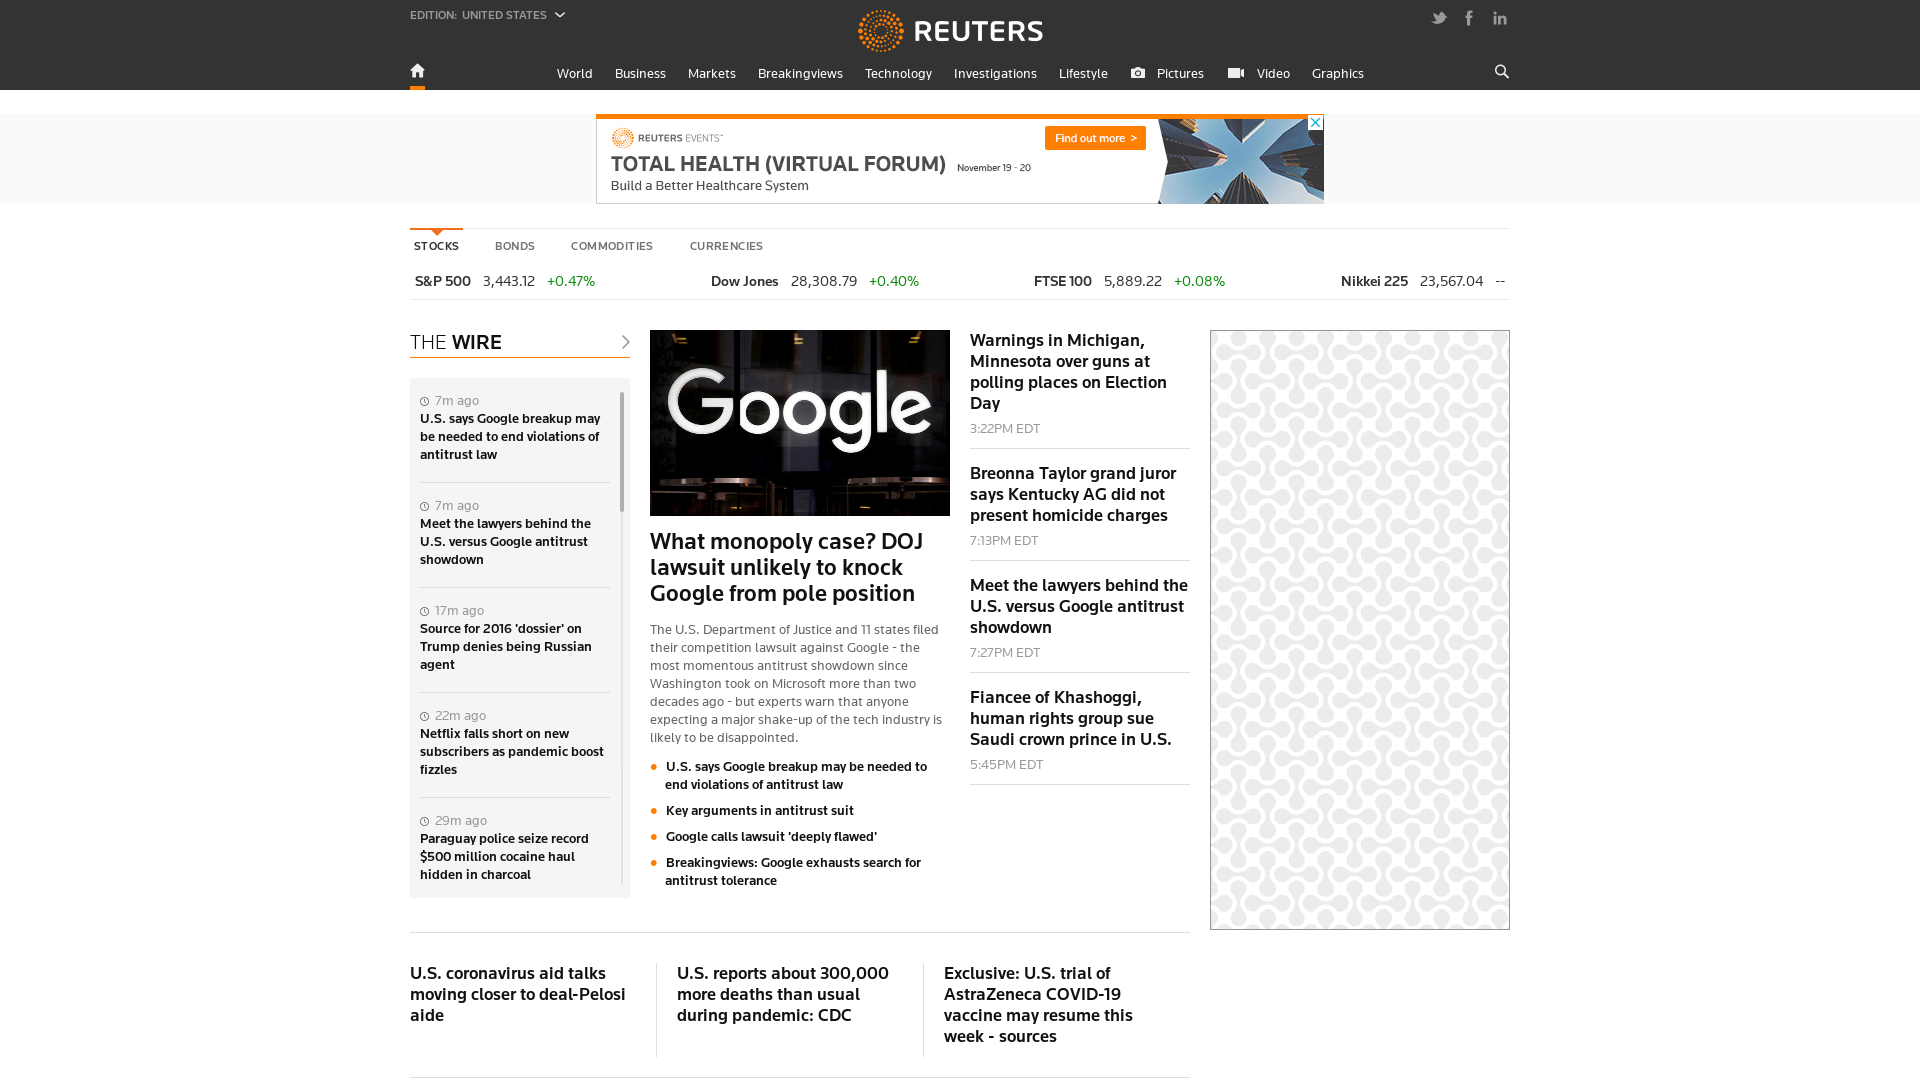 EDITION: UNITED STATES
REUTERS
World Business Markets Breakingviews Technology Investigations Lifestyle Pictures Video Graphics
REUTERS EVENTS™
Find out more >
TOTAL HEALTH (VIRTUAL FORUM) November 19 - 20
Build a Better Healthcare System
STOCKS BONDS COMMODITIES CURRENCIES
S&P 500 3,443.12 +0.47% Dow Jones 28,308.79 +0.40% FTSE 100 5,889.22 +0.08% Nikkei 225 23,567.04 --
THE WIRE
7m ago
U.S. says Google breakup may
be needed to end violations of
antitrust law
7m ago
Meet the lawyers behind the
U.S. versus Google antitrust
showdown
17m ago
Source for 2016 'dossier' on
Trump denies being Russian
agent
22m ago
Netflix falls short on new
subscribers as pandemic boost
fizzles
29m ago
Paraguay police seize record
$500 million cocaine haul
hidden in charcoal
Google
What monopoly case? DOJ
lawsuit unlikely to knock
Google from pole position
The U.S. Department of Justice and 11 states filed
their competition lawsuit against Google - the
most momentous antitrust showdown since
Washington took on Microsoft more than two
decades ago - but experts warn that anyone
expecting a major shake-up of the tech industry is
likely to be disappointed.
U.S. says Google breakup may be needed to
end violations of antitrust law
Key arguments in antitrust suit
Google calls lawsuit 'deeply flawed'
Breakingviews: Google exhausts search for
antitrust tolerance
Warnings in Michigan,
Minnesota over guns at
polling places on Election
Day
3:22PM EDT
Breonna Taylor grand juror
says Kentucky AG did not
present homicide charges
7:13PM EDT
Meet the lawyers behind the
U.S. versus Google antitrust
showdown
7:27PM EDT
Fiancee of Khashoggi,
human rights group sue
Saudi crown prince in U.S.
5:45PM EDT
U.S. coronavirus aid talks
moving closer to deal-Pelosi
aide
U.S. reports about 300,000
more deaths than usual
during pandemic: CDC
Exclusive: U.S. trial of
AstraZeneca COVID-19
vaccine may resume this
week - sources